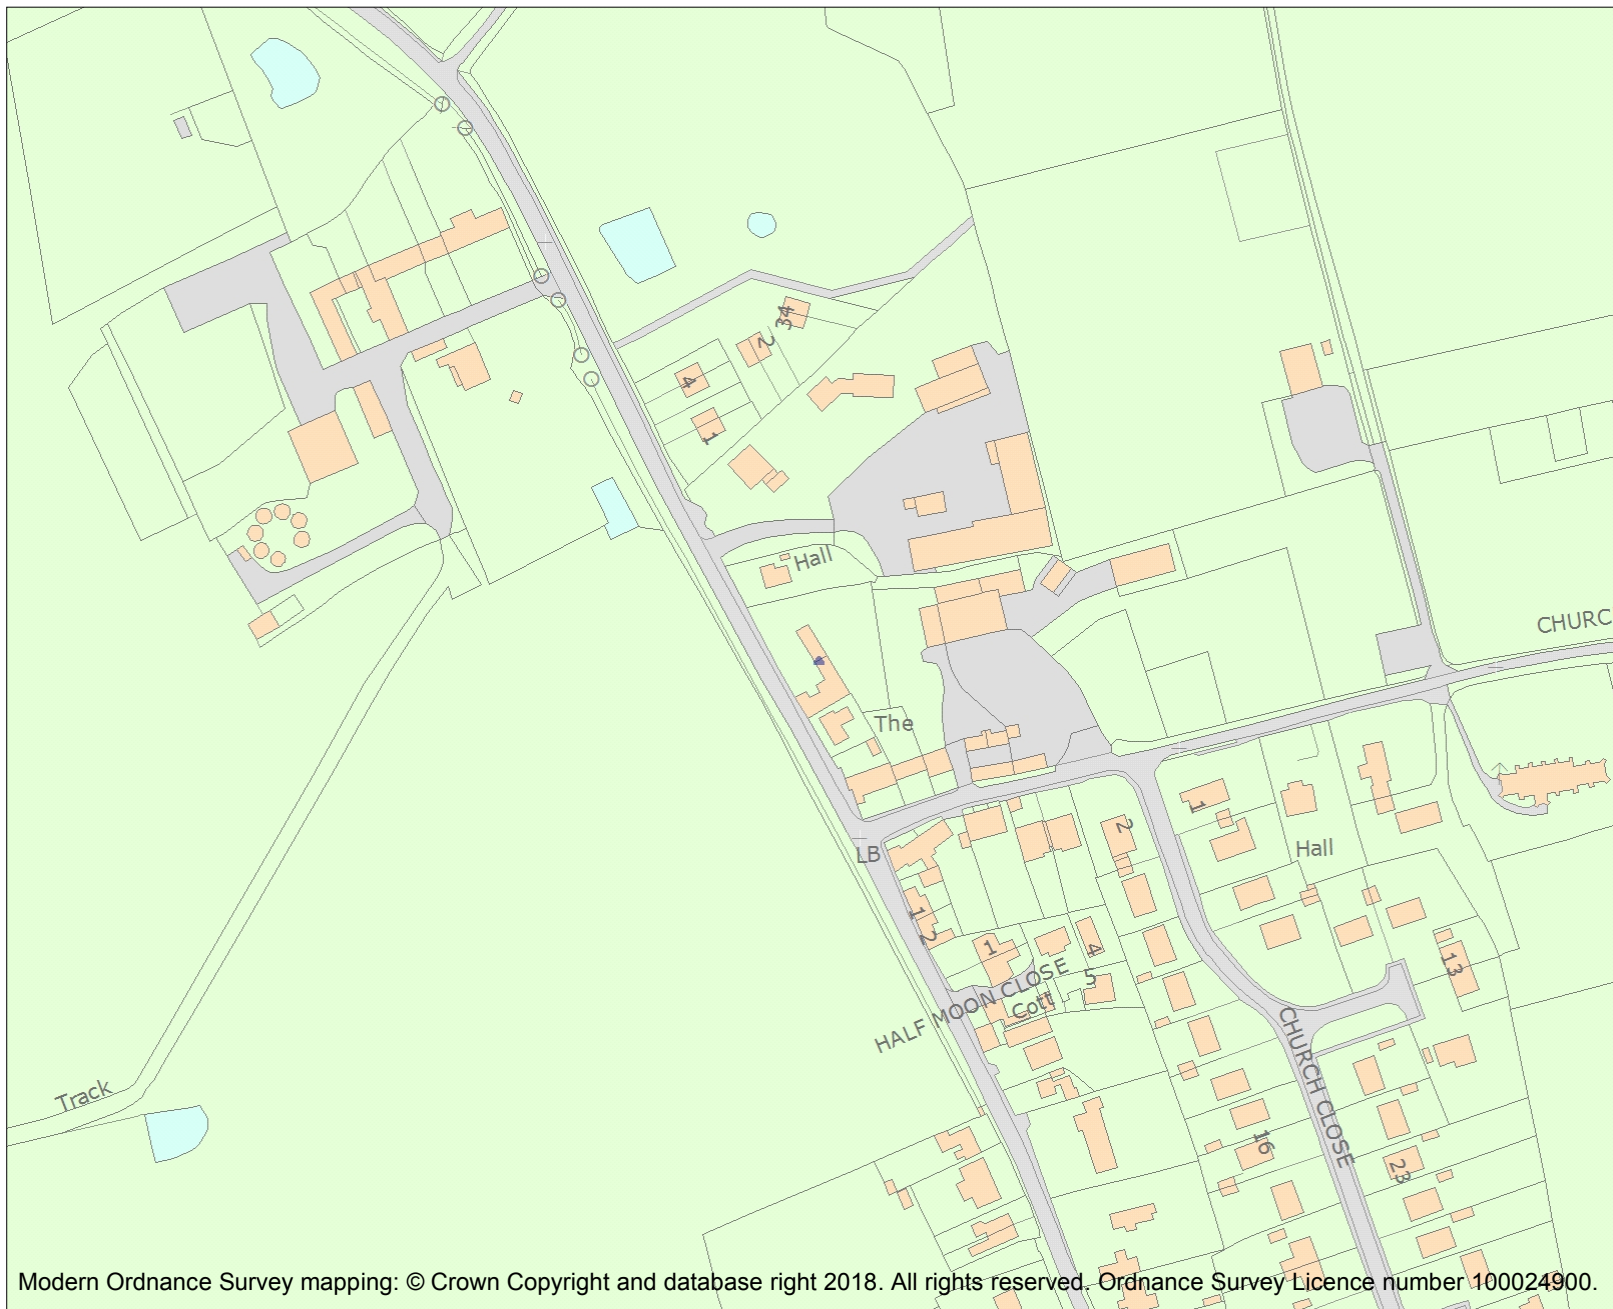 34
2
4
1
Hall
CHURC
The
1
2
LB
Hall
1
2
1
4
5
13
HALF MOON CLOSE
Cott
CHURCH CLOSE
Track
16
23
Modern Ordnance Survey mapping: © Crown Copyright and database right 2018. All rights reserved. Ordnance Survey Licence number 100024900.